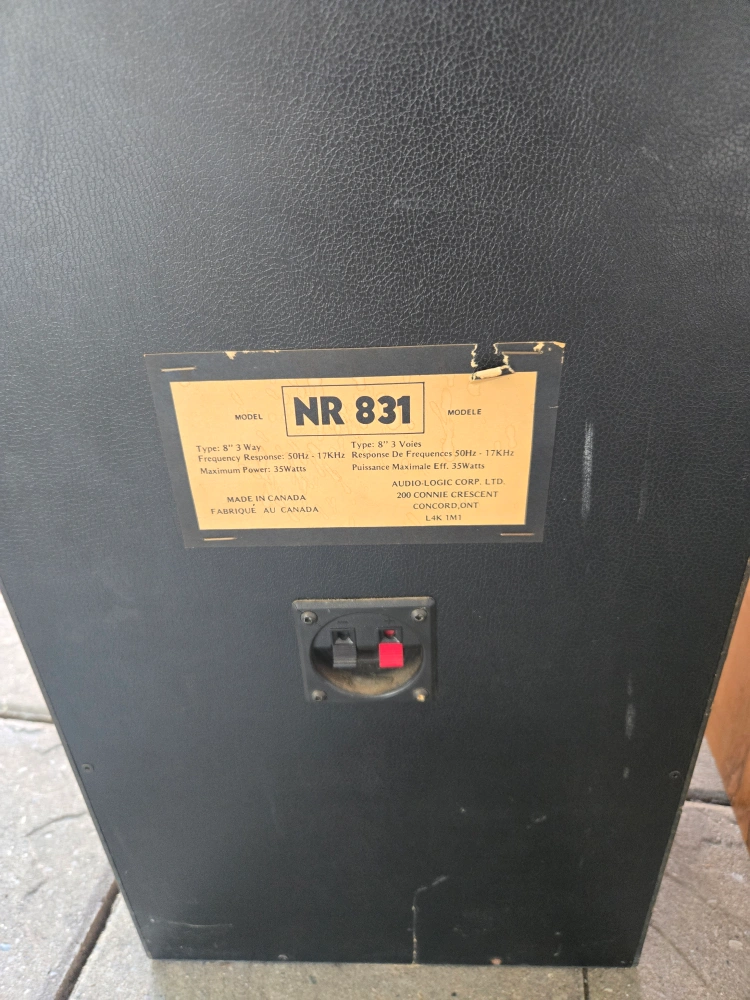 MODEL NR 831 MODELE
Type: 8" 3 Way
Frequency Response: 50Hz - 17KHz
Maximum Power: 35Watts
Type: 8" 3 Voies
Response De Frequences 50Hz - 17KHz
Puissance Maximale Eff. 35Watts
MADE IN CANADA
FABRIQUÉ AU CANADA
AUDIO-LOGIC CORP. LTD.
200 CONNIE CRESCENT
CONCORD,ONT
L4K 1M1